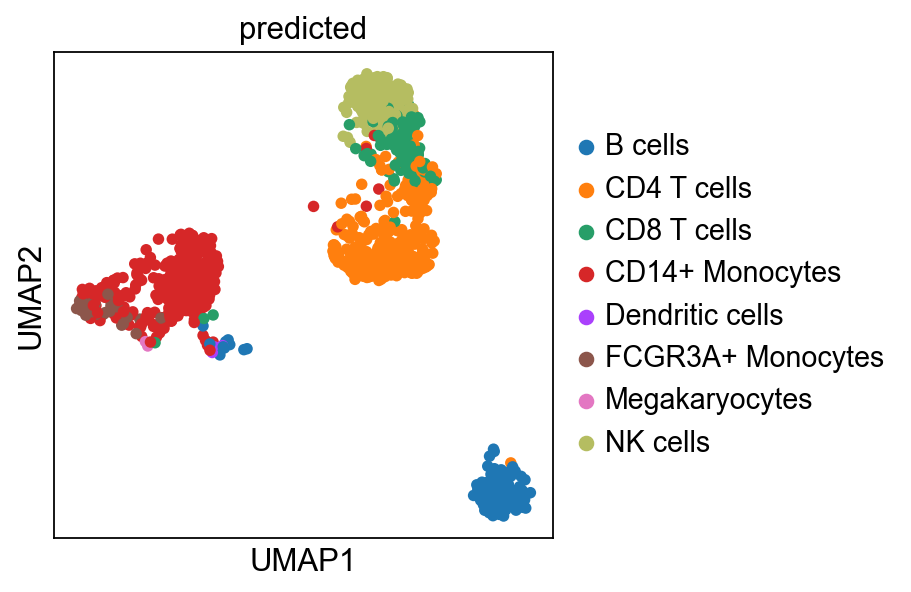 predicted
UMAP2
UMAP1
B cells
CD4 T cells
CD8 T cells
CD14+ Monocytes
Dendritic cells
FCGR3A+ Monocytes
Megakaryocytes
NK cells